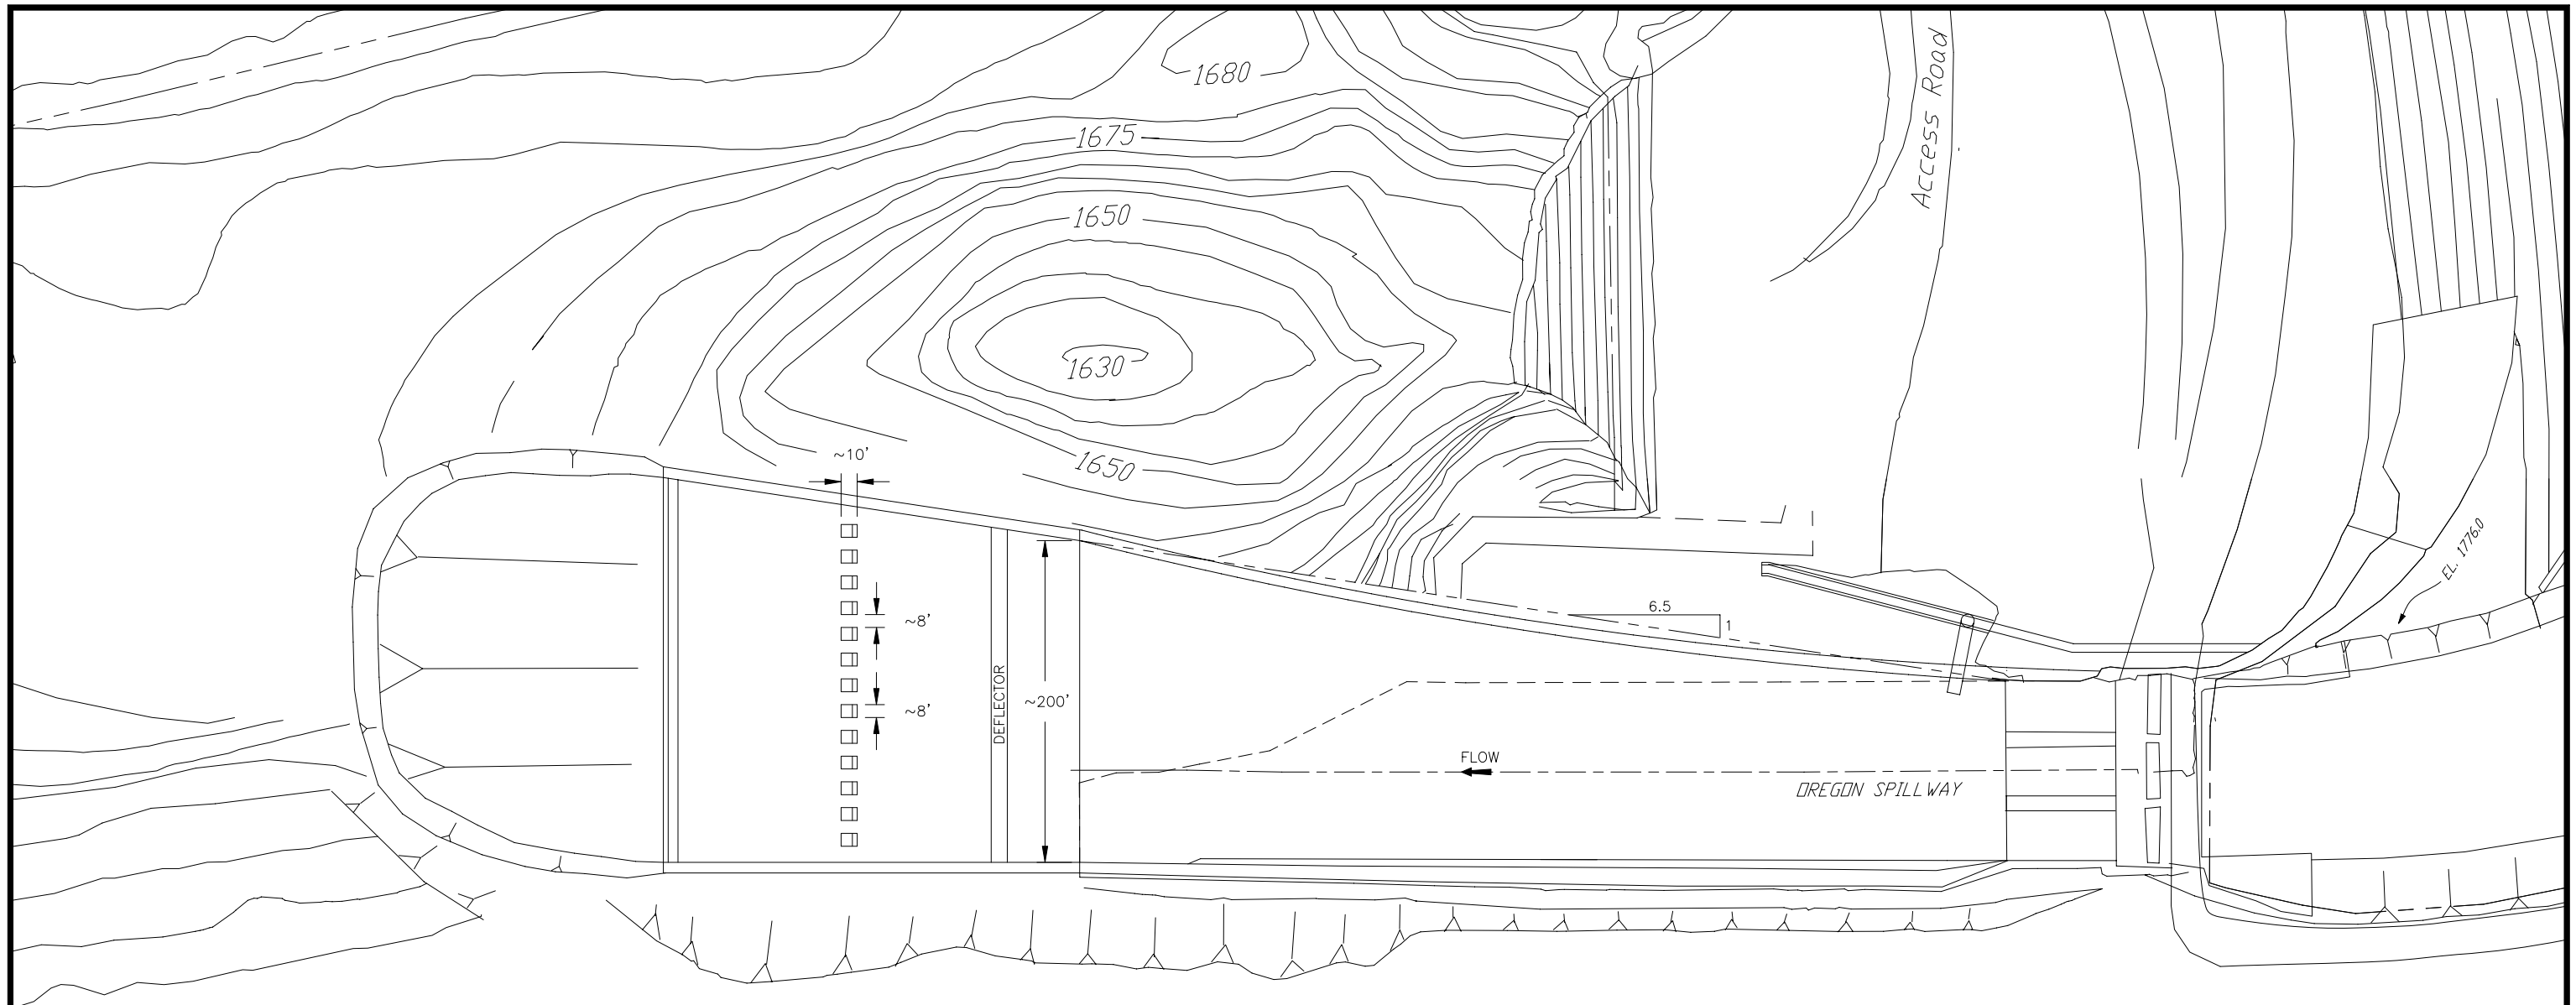 1680
Access Road
1675
1650
1630
1650
~10'
EL. 1776.0
6.5
1
~8'
DEFLECTOR
~200'
~8'
FLOW
OREGON SPILLWAY